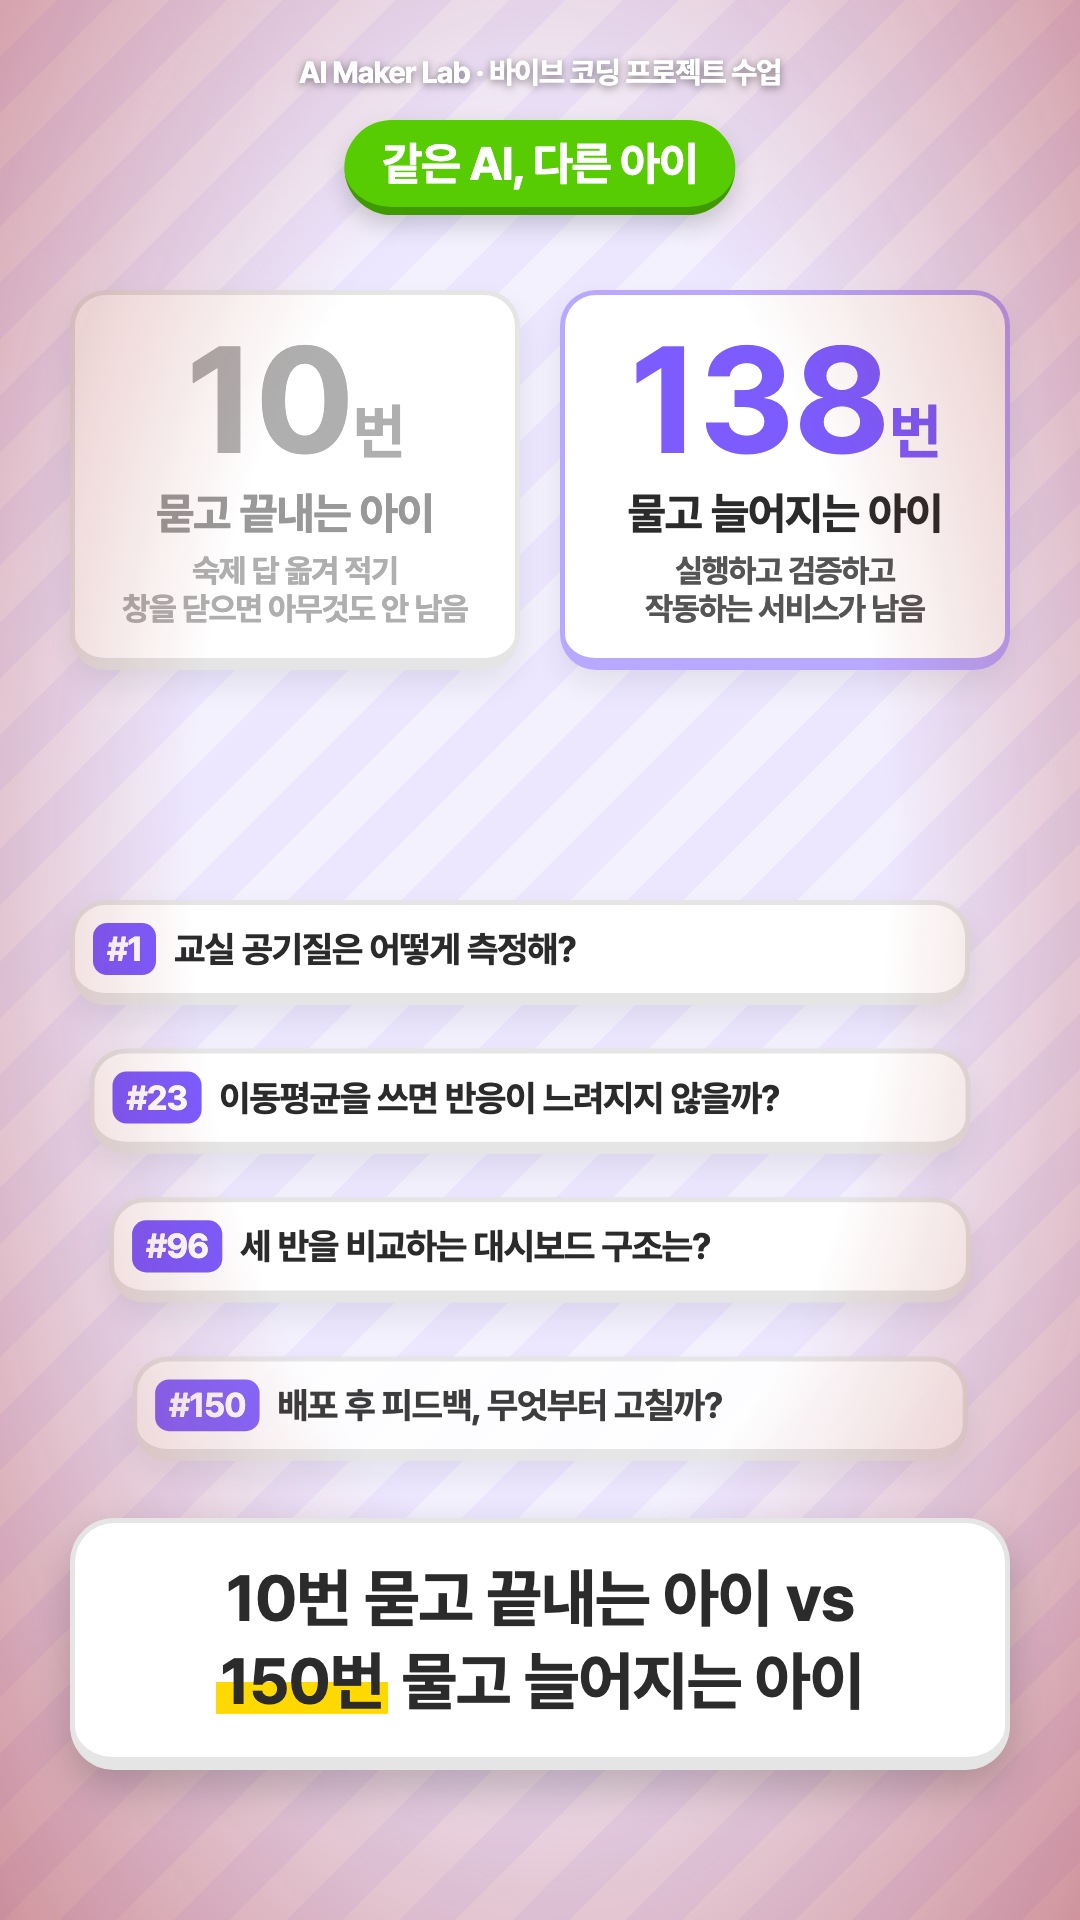 AI Maker Lab · 바이브 코딩 프로젝트 수업
같은 AI, 다른 아이
10번
묻고 끝내는 아이
숙제 답 옮겨 적기
창을 닫으면 아무것도 안 남음
138번
물고 늘어지는 아이
실행하고 검증하고
작동하는 서비스가 남음
#1 교실 공기질은 어떻게 측정해?
#23 이동평균을 쓰면 반응이 느려지지 않을까?
#96 세 반을 비교하는 대시보드 구조는?
#150 배포 후 피드백, 무엇부터 고칠까?
10번 묻고 끝내는 아이 vs
150번 물고 늘어지는 아이